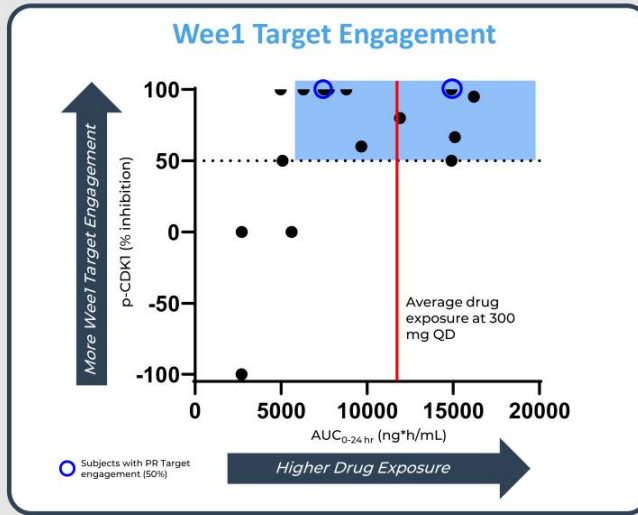 Wee1 Target Engagement
More Wee1 Target Engagement
p-CDK1 (% inhibition)
100
50
0
-50
-100
Average drug
exposure at 300
mg QD
0
5000
10000
15000
20000
AUC0-24 hr (ng*h/mL)
Subjects with PR Target
engagement (50%)
Higher Drug Exposure